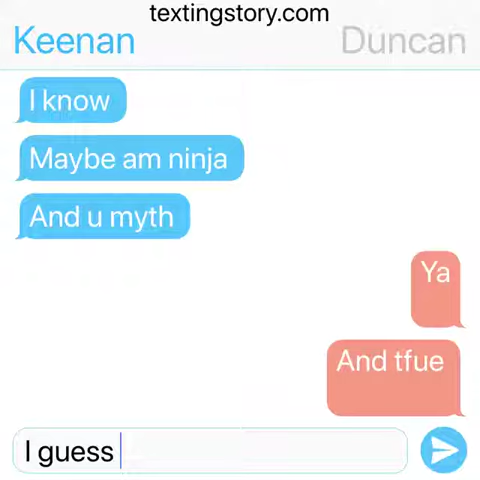 textingstory.com
Keenan Duncan
I know
Maybe am ninja
And u myth
Ya
And tfue
I guess